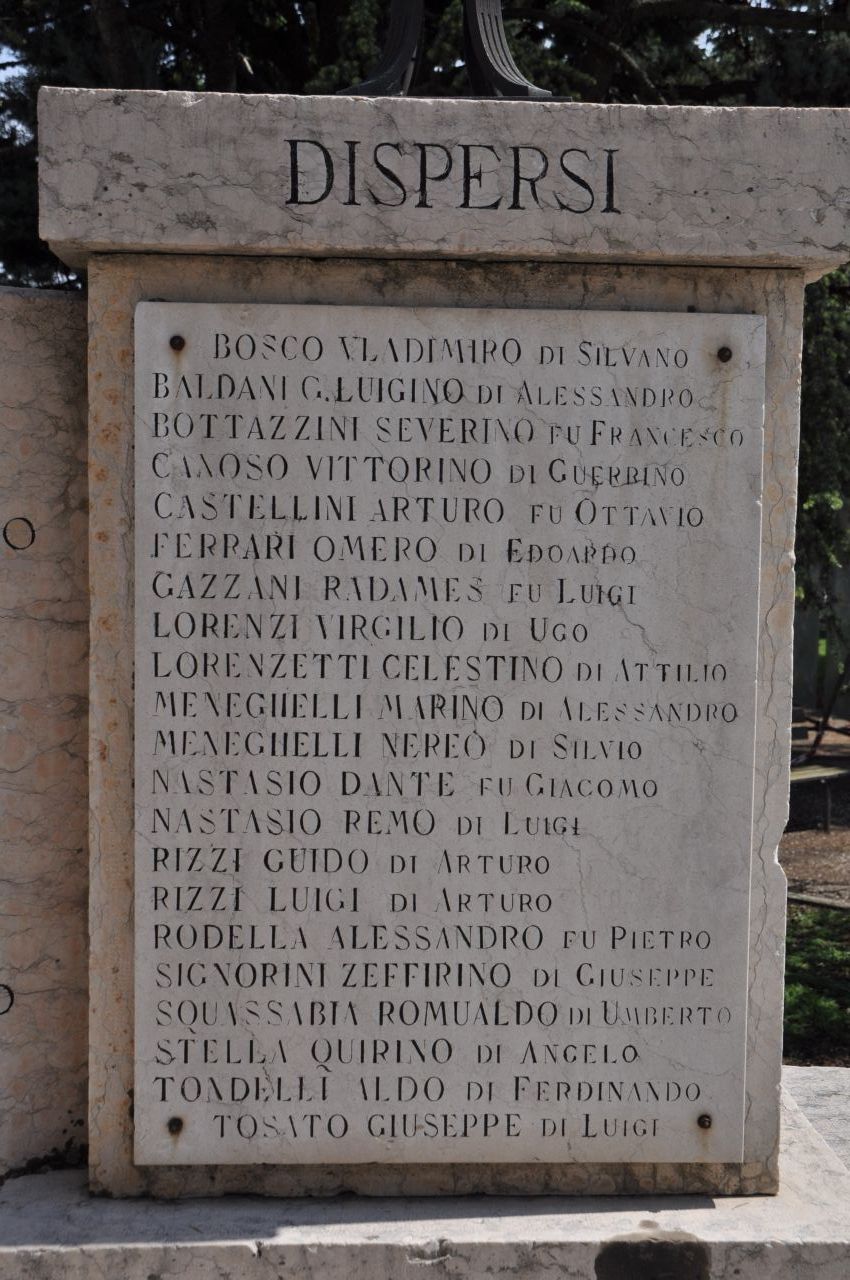 DISPERSI
BOSCO VLADIMIRO DI SILVANO
BALDANI G. LUIGINO DI ALESSANDRO
BOTTAZZINI SEVERINO FU FRANCESCO
CANOSO VITTORINO DI GUERRINO
CASTELLINI ARTURO FU OTTAVIO
FERRARI OMERO DI EDOARDO
GAZZANI RADAMES FU LUIGI
LORENZI VIRGILIO DI UGO
LORENZETTI CELESTINO DI ATTILIO
MENEGHELLI MARINO DI ALESSANDRO
MENEGHELLI NEREO DI SILVIO
NASTASIO DANTE FU GIACOMO
NASTASIO REMO DI LUIGI
RIZZI GUIDO DI ARTURO
RIZZI LUIGI DI ARTURO
RODELLA ALESSANDRO FU PIETRO
SIGNORINI ZEFFIRINO DI GIUSEPPE
SQUASSABIA ROMUALDO DI UMBERTO
STELLA QUIRINO DI ANGELO
TONDELLI ALDO DI FERDINANDO
TOSATO GIUSEPPE DI LUIGI